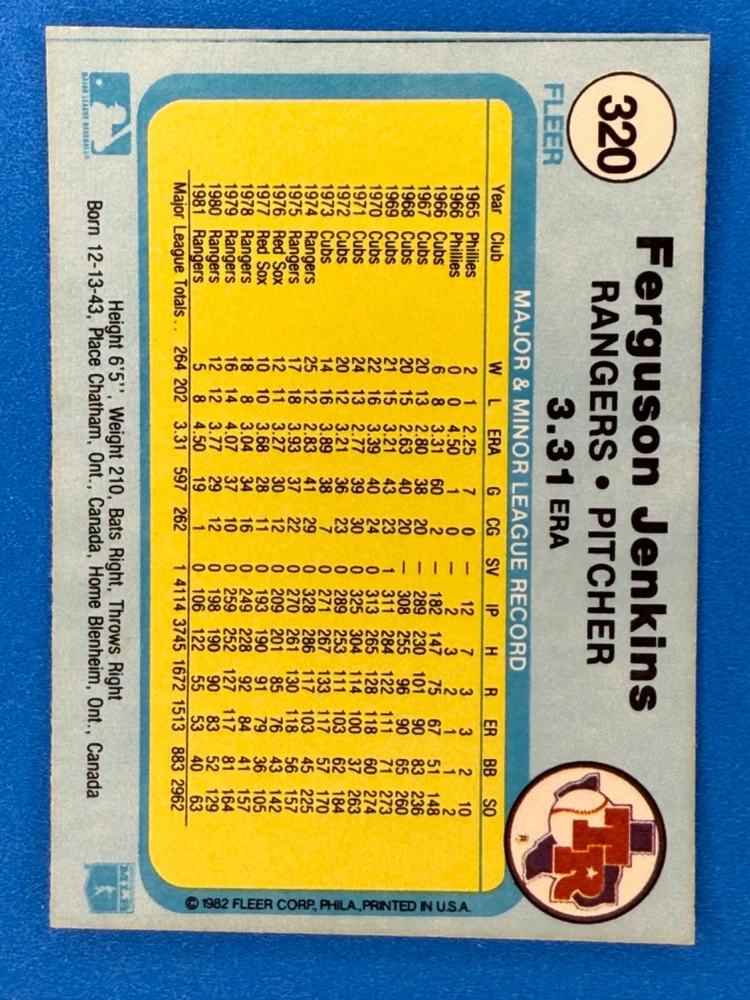 320
FLEER
Ferguson Jenkins
RANGERS • PITCHER
3.31 ERA
TR
MAJOR & MINOR LEAGUE RECORD
Year Club W L ERA G CG SV IP H R ER BB SO
1965 Phillies 2 1 2.25 7 0 — 12 7 3 3 2 10
1966 Phillies 0 0 4.50 1 0 — 2 3 2 1 1 2
1966 Cubs 6 8 3.31 60 2 — 182 147 75 67 51 148
1967 Cubs 20 13 2.80 38 20 — 289 230 101 90 83 236
1968 Cubs 20 15 2.63 40 20 — 308 255 96 90 65 260
1969 Cubs 21 15 3.21 43 23 1 311 284 122 111 71 273
1970 Cubs 22 16 3.39 40 24 0 313 265 128 118 60 274
1971 Cubs 24 13 2.77 39 30 0 325 304 114 100 37 263
1972 Cubs 20 12 3.21 36 23 0 289 253 111 103 62 184
1973 Cubs 14 16 3.89 38 7 0 271 267 133 117 57 170
1974 Rangers 25 12 2.83 41 29 0 328 286 117 103 45 225
1975 Rangers 17 18 3.93 37 22 0 270 261 130 118 56 157
1976 Red Sox 12 11 3.27 30 12 0 209 201 85 76 43 142
1977 Red Sox 10 10 3.68 28 11 0 193 190 91 79 36 105
1978 Rangers 18 8 3.04 34 16 0 249 228 92 84 41 157
1979 Rangers 16 14 4.07 37 10 0 259 252 127 117 81 164
1980 Rangers 12 12 3.77 29 12 0 198 190 90 83 52 129
1981 Rangers 5 8 4.50 19 1 0 106 122 55 53 40 63
Major League Totals . . 264 202 3.31 597 262 1 4114 3745 1672 1513 883 2962
© 1982 FLEER CORP., PHILA., PRINTED IN U.S.A.
MAJOR LEAGUE BASEBALL
Height 6'5'', Weight 210, Bats Right, Throws Right
Born 12-13-43, Place Chatham, Ont., Canada, Home Blenheim, Ont., Canada